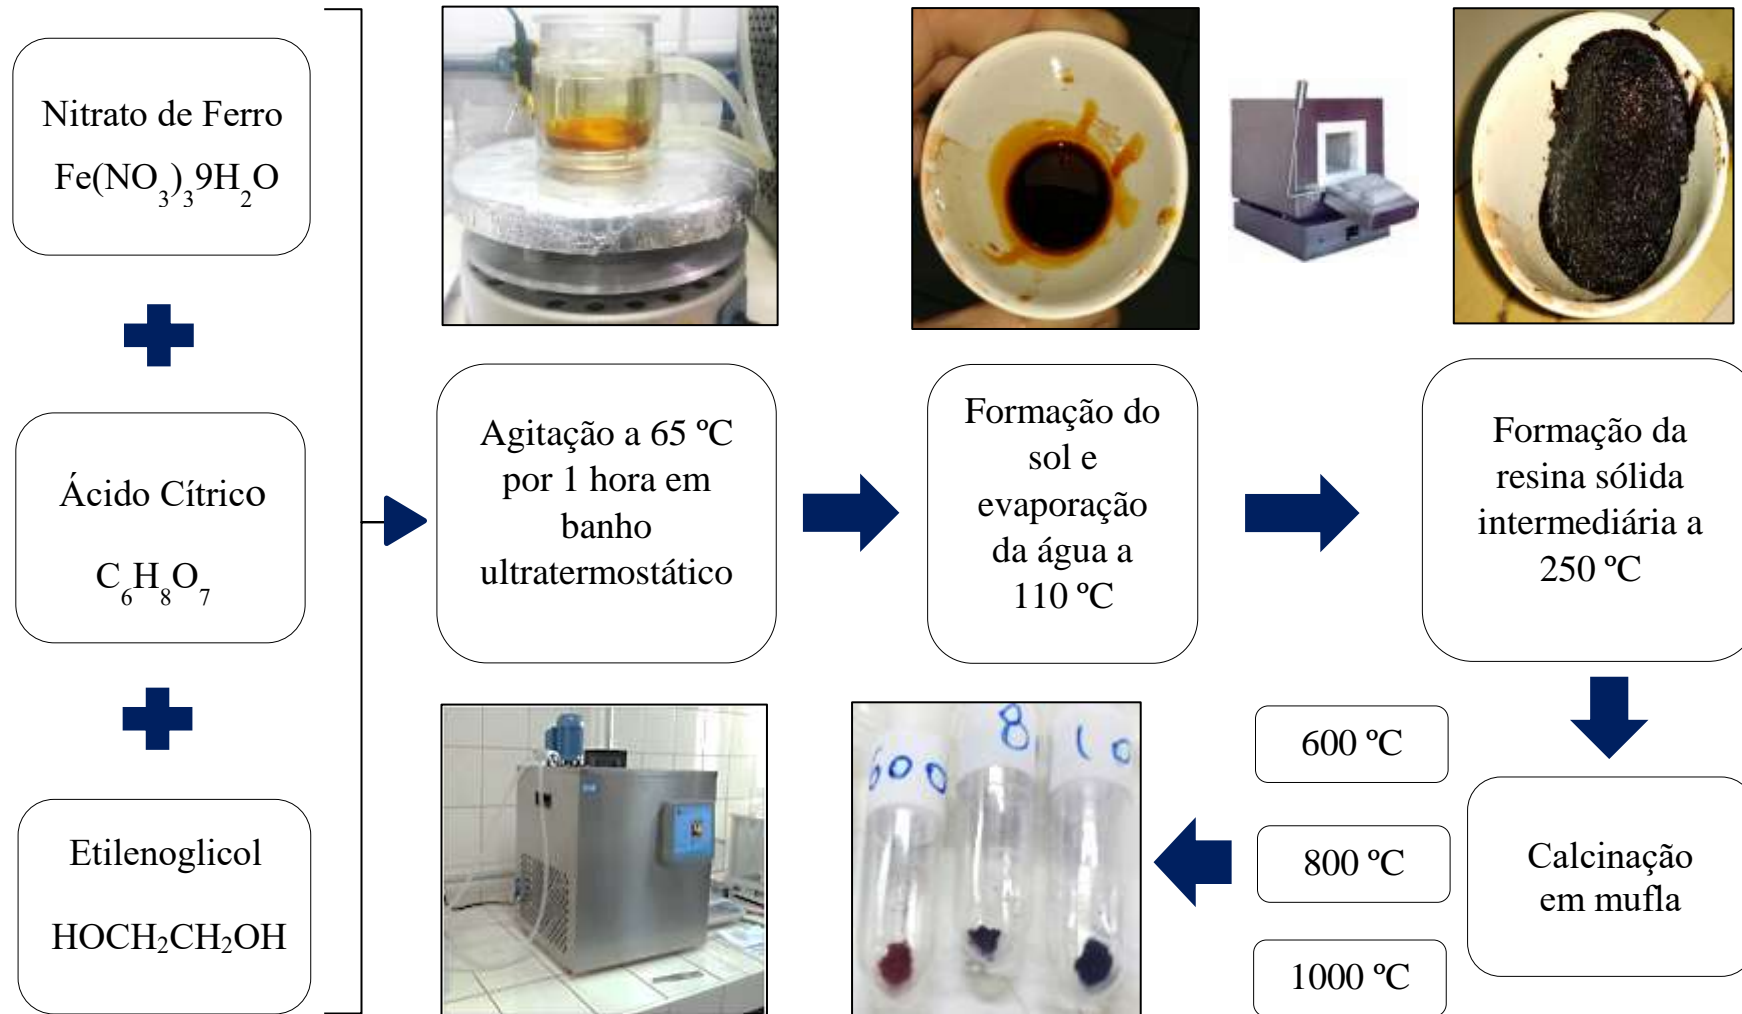 Nitrato de Ferro
Fe(NO₃)₃9H₂O
Ácido Cítrico
C₆H₈O₇
Etilenoglicol
HOCH₂CH₂OH
Agitação a 65 ºC
por 1 hora em
banho
ultratermostático
Formação do
sol e
evaporação
da água a
110 ºC
Formação da
resina sólida
intermediária a
250 ºC
Calcinação
em mufla
600 ºC
800 ºC
1000 ºC
600
8
10